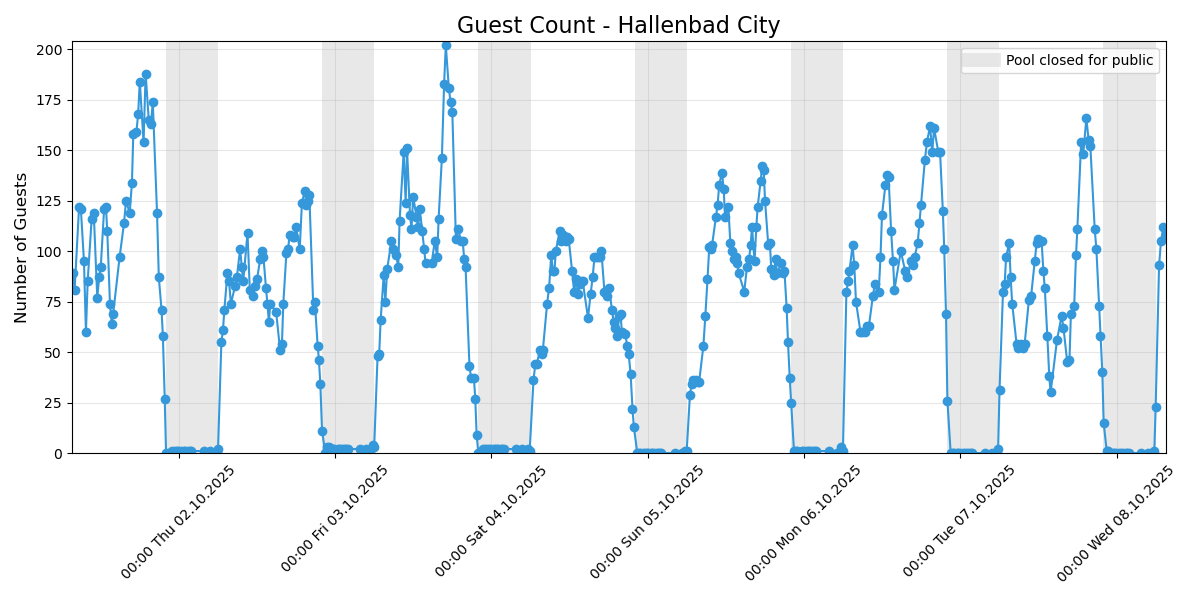 Guest Count - Hallenbad City
Pool closed for public
Number of Guests
200
175
150
125
100
75
50
25
0
00:00 Thu 02.10.2025
00:00 Fri 03.10.2025
00:00 Sat 04.10.2025
00:00 Sun 05.10.2025
00:00 Mon 06.10.2025
00:00 Tue 07.10.2025
00:00 Wed 08.10.2025